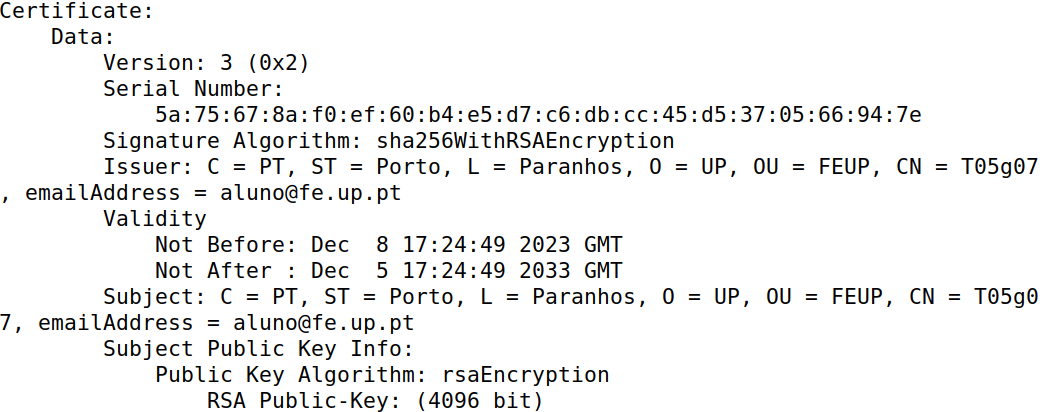 Certificate:
    Data:
        Version: 3 (0x2)
        Serial Number:
            5a:75:67:8a:f0:ef:60:b4:e5:d7:c6:db:cc:45:d5:37:05:66:94:7e
        Signature Algorithm: sha256WithRSAEncryption
        Issuer: C = PT, ST = Porto, L = Paranhos, O = UP, OU = FEUP, CN = T05g07
, emailAddress = aluno@fe.up.pt
        Validity
            Not Before: Dec  8 17:24:49 2023 GMT
            Not After : Dec  5 17:24:49 2033 GMT
        Subject: C = PT, ST = Porto, L = Paranhos, O = UP, OU = FEUP, CN = T05g0
7, emailAddress = aluno@fe.up.pt
        Subject Public Key Info:
            Public Key Algorithm: rsaEncryption
                RSA Public-Key: (4096 bit)